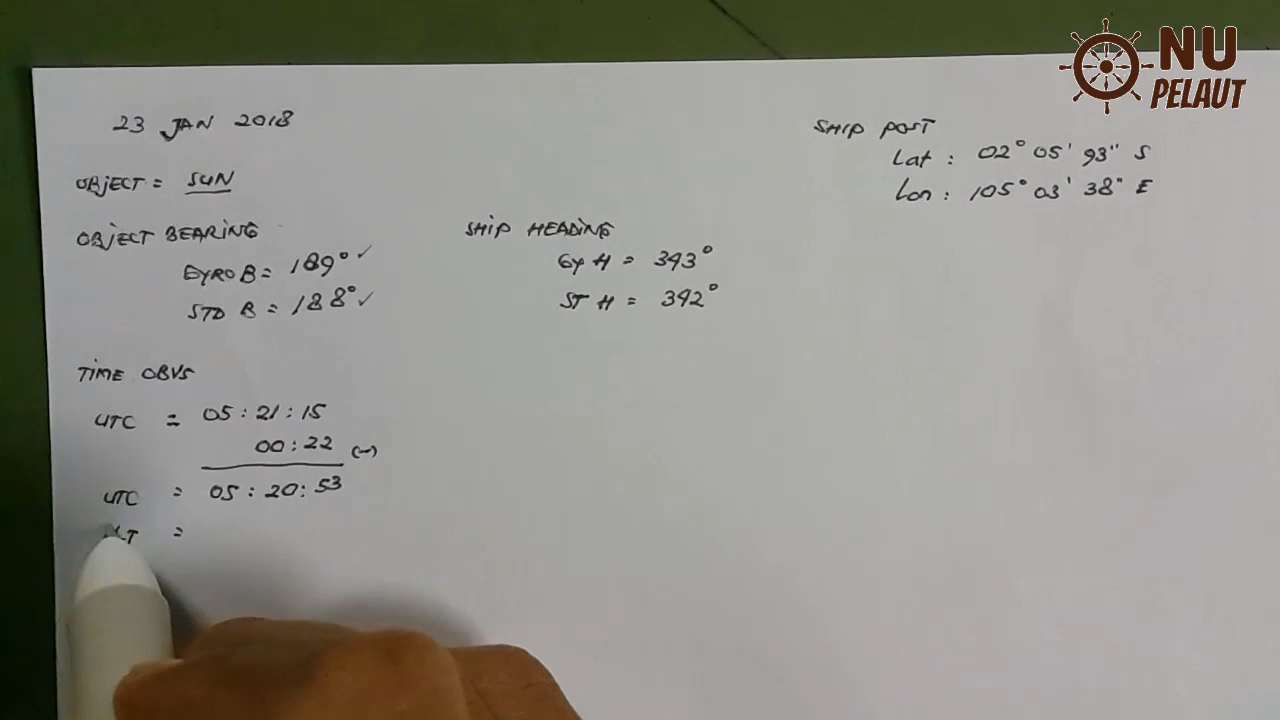 NU
PELAUT
23 JAN 2018
SHIP POST
Lat : 02° 05' 93" S
Lon : 105° 03' 38" E
OBJECT = SUN
OBJECT BEARING
GYRO B = 189° ✓
STD B = 188° ✓
SHIP HEADING
GY H = 343°
ST H = 342°
TIME OBVS
UTC = 05 : 21 : 15
00 : 22 (-)
UTC = 05 : 20 : 53
=